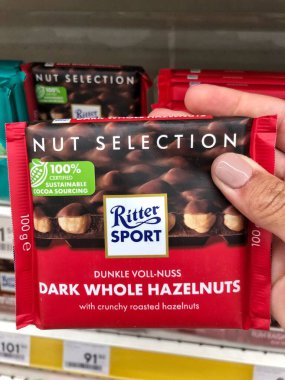 NUT SELECTION
100%
NUT SELECTION
100%
CERTIFIED
SUSTAINABLE
COCOA SOURCING
Ritter
SPORT
100 g e
100
DUNKLE VOLL-NUSS
DARK WHOLE HAZELNUTS
with crunchy roasted hazelnuts
101
91